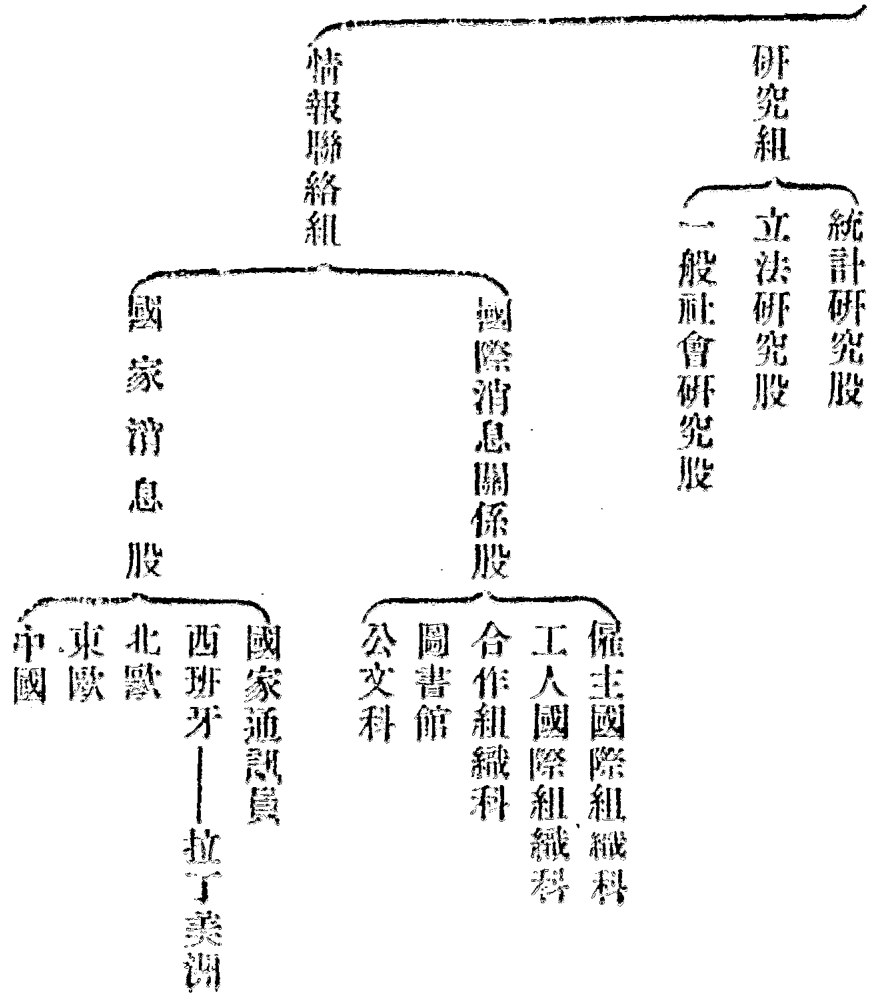 研究組
統計研究股
立法研究股
一般社會研究股
情報聯絡組
國際消息關係股
僱主國際組織科
工人國際組織科
合作組織科
圖書館
公文科
國家消息股
國家通訊員
西班牙——拉丁美洲
北歐
東歐
中國